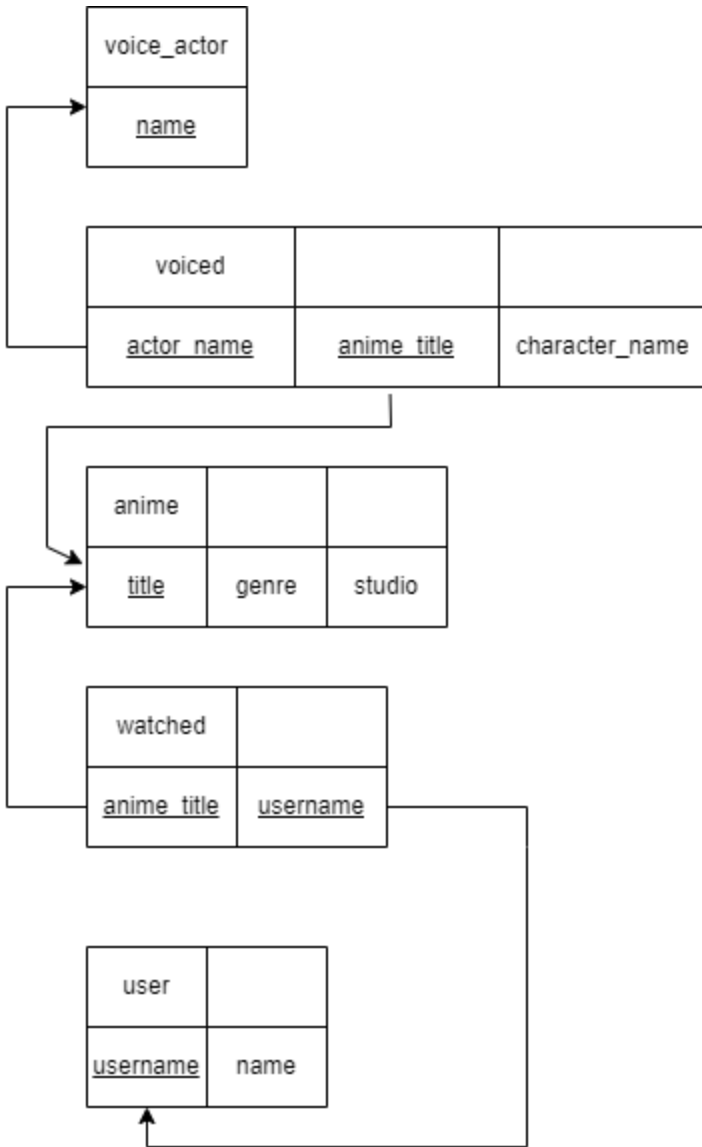 voice_actor
name
voiced
actor_name anime_title character_name
anime
title genre studio
watched
anime_title username
user
username name